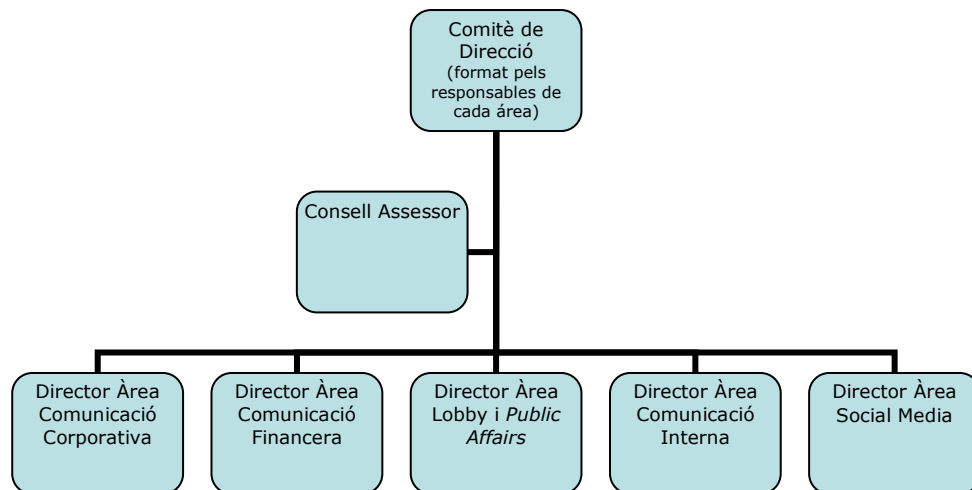 Comitè de
Direcció
(format pels
responsables de
cada área)
Consell Assessor
Director Àrea
Comunicació
Corporativa
Director Àrea
Comunicació
Financera
Director Àrea
Lobby i Public
Affairs
Director Àrea
Comunicació
Interna
Director Àrea
Social Media